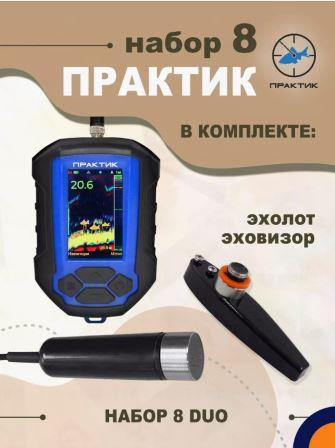 набор 8
ПРАКТИК
ПРАКТИК
В КОМПЛЕКТЕ:
ПРАКТИК
20.6
эхолот
эховизор
НАБОР 8 DUO